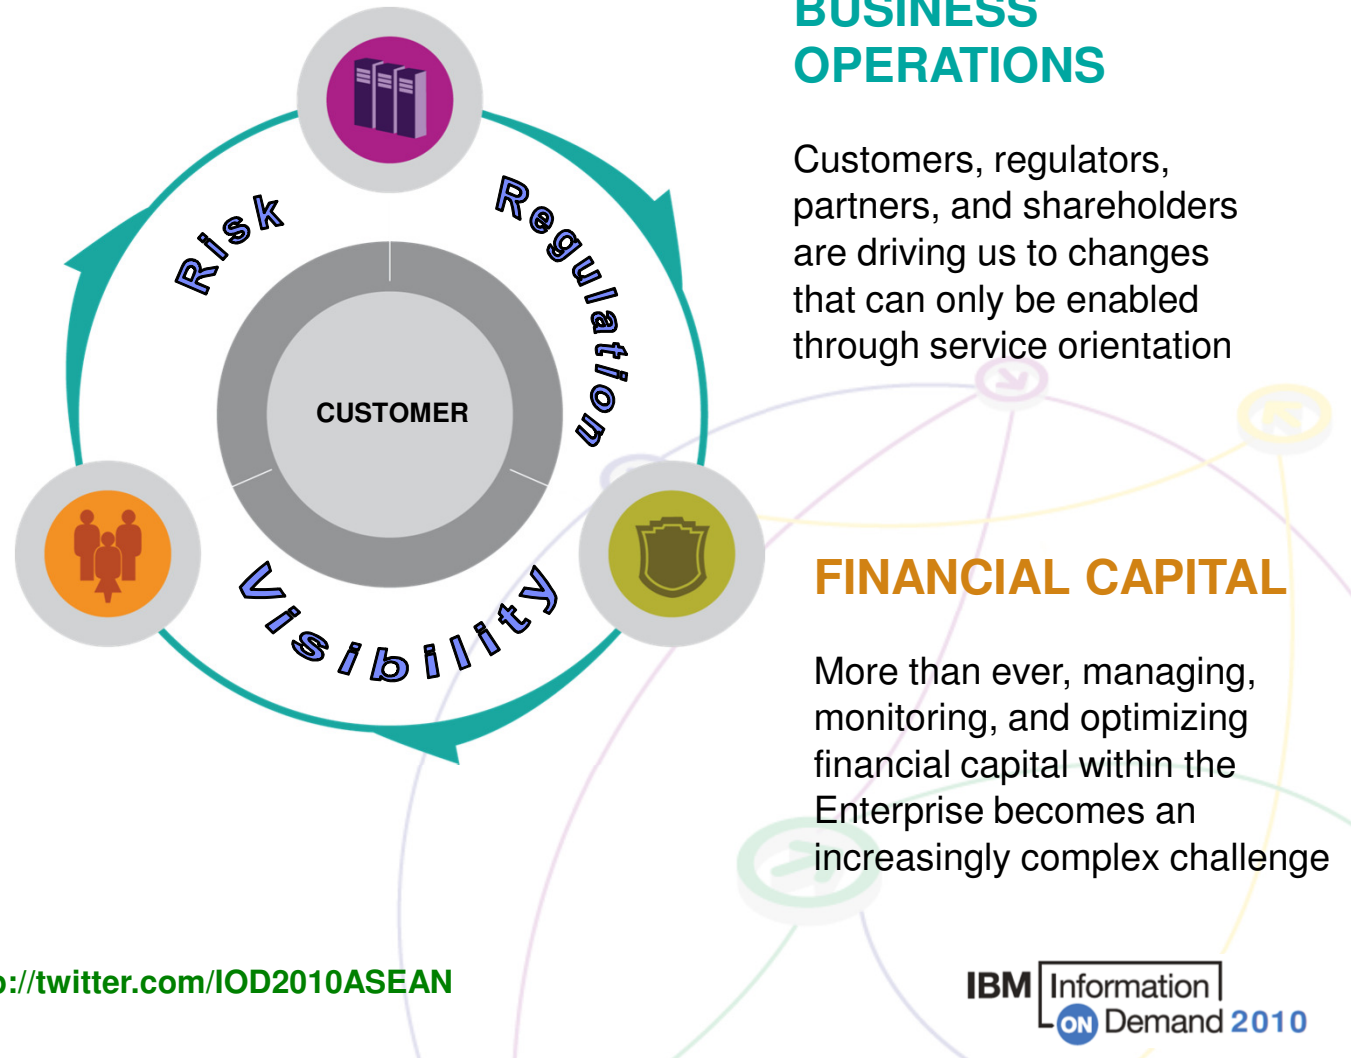 BUSINESS
OPERATIONS
Customers, regulators,
partners, and shareholders
are driving us to changes
that can only be enabled
through service orientation
Risk
Regulation
Visibility
CUSTOMER
FINANCIAL CAPITAL
More than ever, managing,
monitoring, and optimizing
financial capital within the
Enterprise becomes an
increasingly complex challenge
p://twitter.com/IOD2010ASEAN
IBM Information
ON Demand 2010